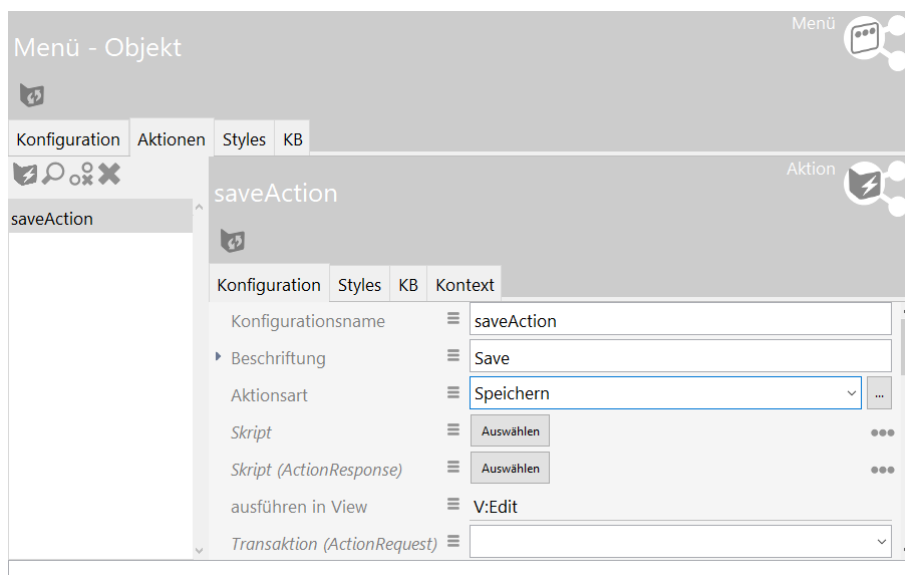 Menü
Menü - Objekt
Konfiguration Aktionen Styles KB
Aktion
saveAction
saveAction
Konfiguration Styles KB Kontext
Konfigurationsname saveAction
Beschriftung Save
Aktionsart Speichern ...
Skript Auswählen
Skript (ActionResponse) Auswählen
ausführen in View V:Edit
Transaktion (ActionRequest)